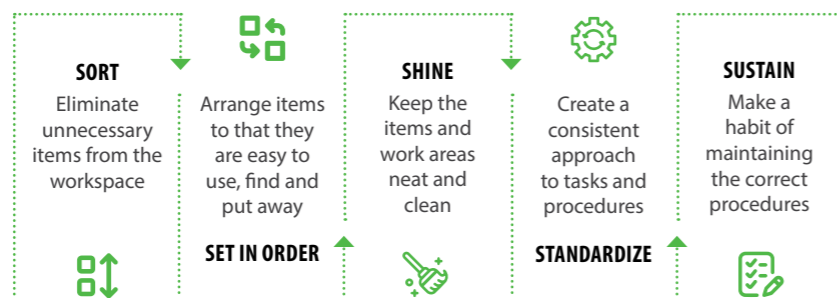 SORT
Eliminate
unnecessary
items from the
workspace
Arrange items
to that they
are easy to
use, find and
put away
SET IN ORDER
SHINE
Keep the
items and
work areas
neat and
clean
Create a
consistent
approach
to tasks and
procedures
STANDARDIZE
SUSTAIN
Make a
habit of
maintaining
the correct
procedures